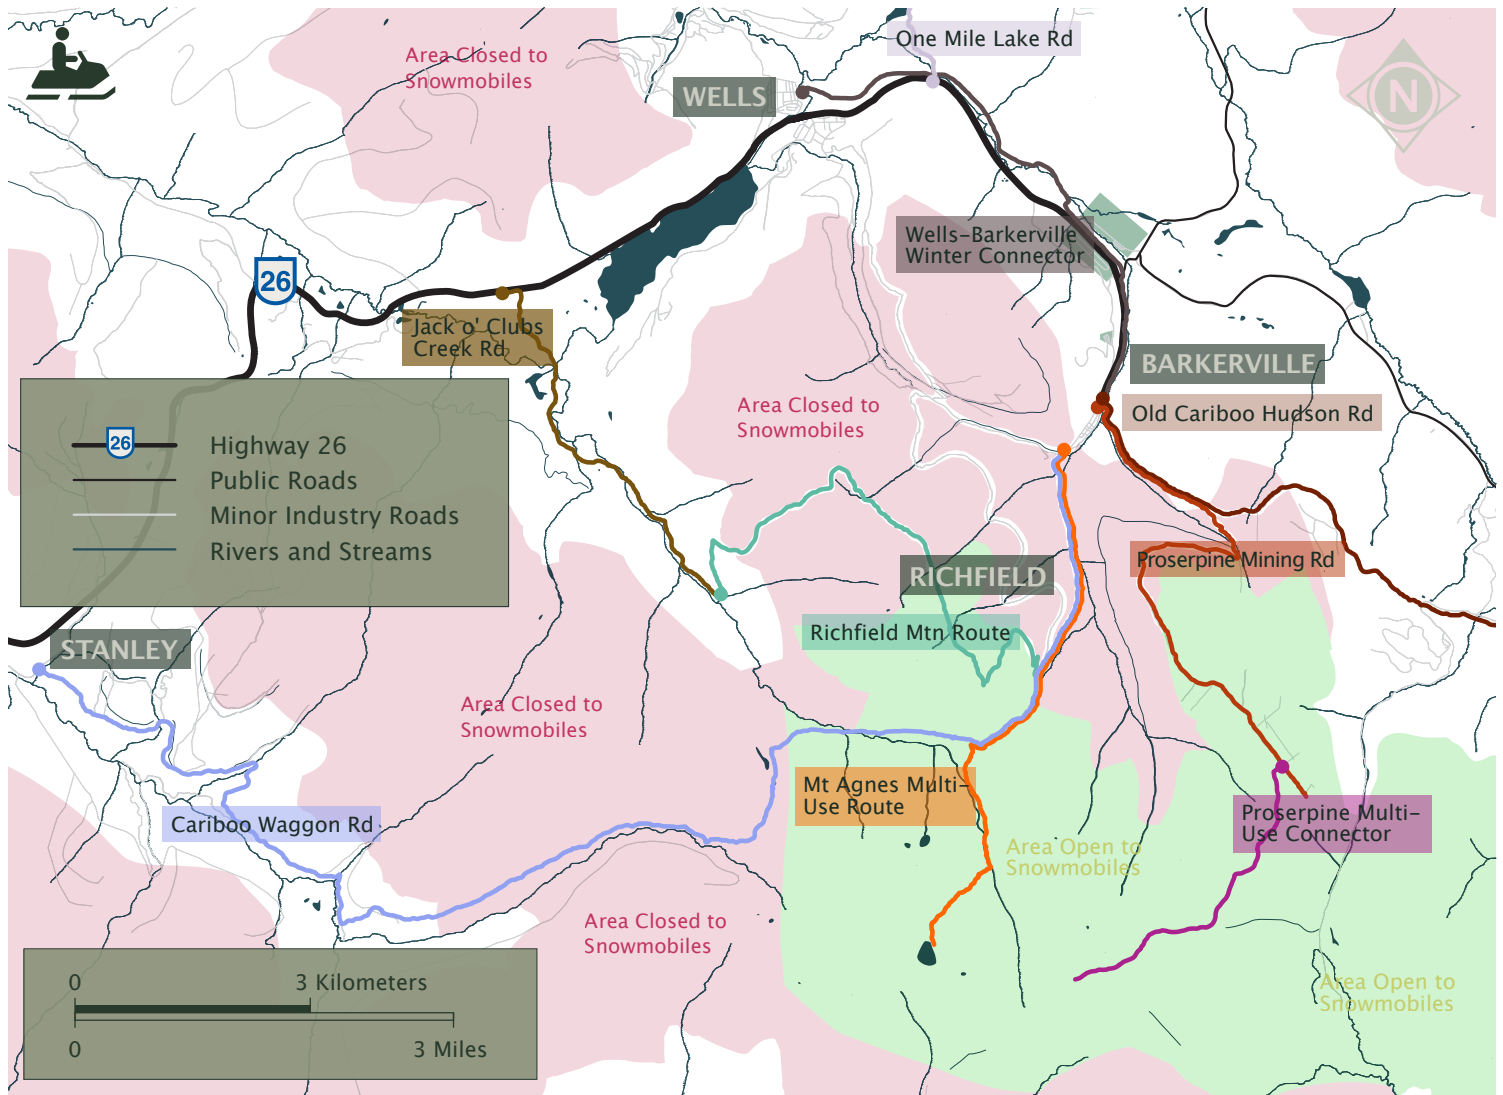 One Mile Lake Rd
Area Closed to
Snowmobiles
WELLS
N
Wells-Barkerville
Winter Connector
26
Jack o' Clubs
Creek Rd
BARKERVILLE
Area Closed to
Snowmobiles
Old Cariboo Hudson Rd
26
Highway 26
Public Roads
Minor Industry Roads
Rivers and Streams
Proserpine Mining Rd
RICHFIELD
Richfield Mtn Route
STANLEY
Area Closed to
Snowmobiles
Mt Agnes Multi-
Use Route
Cariboo Waggon Rd
Proserpine Multi-
Use Connector
Area Open to
Snowmobiles
Area Closed to
Snowmobiles
Area Open to
Snowmobiles
0
3 Kilometers
0
3 Miles